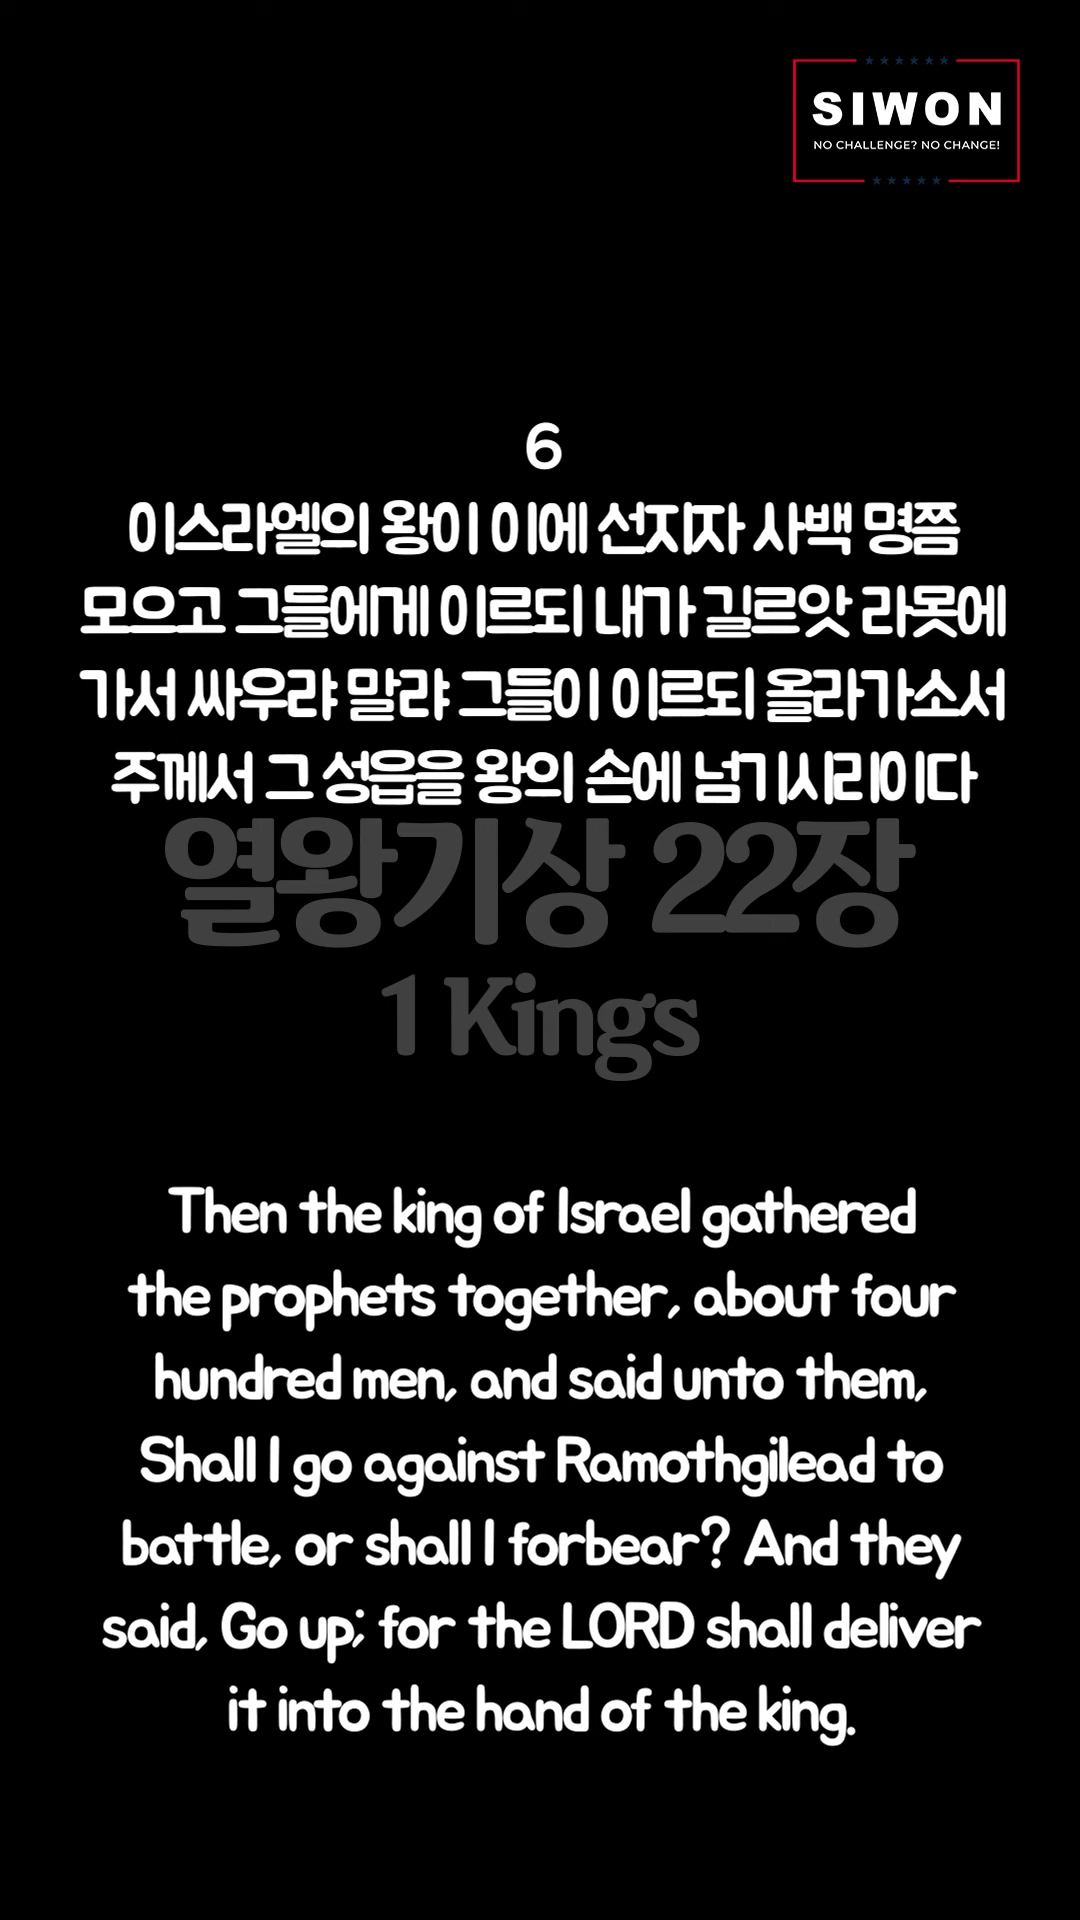 SIWON
NO CHALLENGE? NO CHANGE!
6
이스라엘의 왕이 이에 선지자 사백 명쯤
모으고 그들에게 이르되 내가 길르앗 라못에
가서 싸우랴 말랴 그들이 이르되 올라가소서
주께서 그 성읍을 왕의 손에 넘기시리이다
열왕기상 22장
1 Kings
Then the king of Israel gathered
the prophets together, about four
hundred men, and said unto them,
Shall I go against Ramothgilead to
battle, or shall I forbear? And they
said, Go up; for the LORD shall deliver
it into the hand of the king.